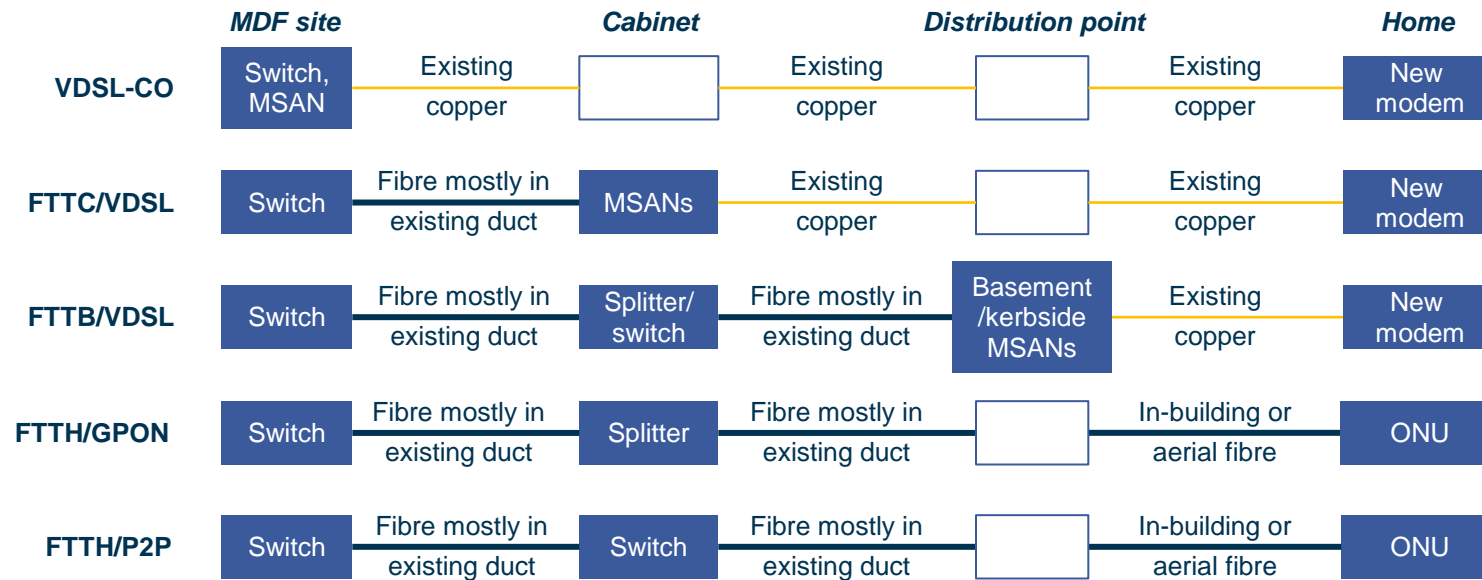 MDF site Cabinet Distribution point Home
VDSL-CO
Switch,
MSAN
Existing
copper
Existing
copper
Existing
copper
New
modem
FTTC/VDSL
Switch
Fibre mostly in
existing duct
MSANs
Existing
copper
Existing
copper
New
modem
FTTB/VDSL
Switch
Fibre mostly in
existing duct
Splitter/
switch
Fibre mostly in
existing duct
Basement
/kerbside
MSANs
Existing
copper
New
modem
FTTH/GPON
Switch
Fibre mostly in
existing duct
Splitter
Fibre mostly in
existing duct
In-building or
aerial fibre
ONU
FTTH/P2P
Switch
Fibre mostly in
existing duct
Switch
Fibre mostly in
existing duct
In-building or
aerial fibre
ONU